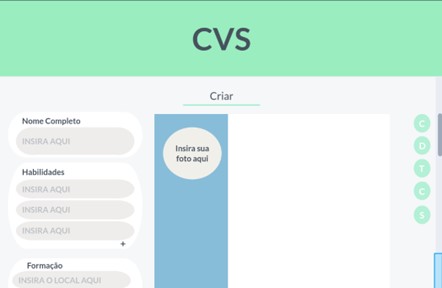 CVS
Criar
Nome Completo
INSIRA AQUI
Habilidades
INSIRA AQUI
INSIRA AQUI
INSIRA AQUI
+
Formação
INSIRA O LOCAL AQUI
Insira sua
foto aqui
C
D
T
C
S